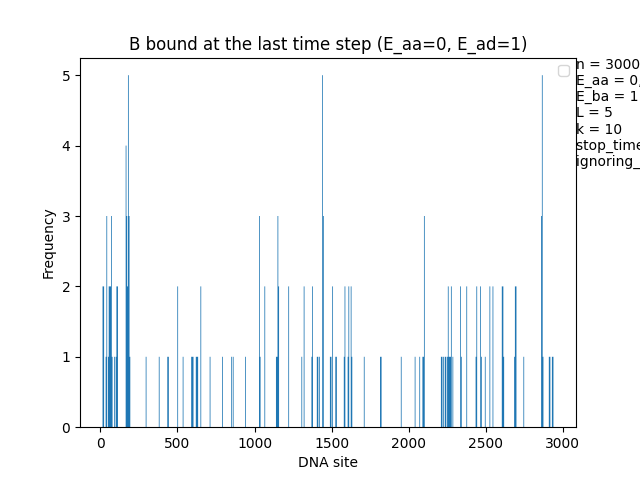 B bound at the last time step (E_aa=0, E_ad=1)
n = 3000
E_aa = 0,
E_ba = 1
L = 5
k = 10
stop_time
ignoring_
Frequency
5
4
3
2
1
0
0 500 1000 1500 2000 2500 3000
DNA site